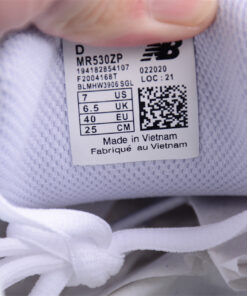 D
MR530ZP
194182854107
F2004168T
BLMHW3906 SGL
022020
LOC : 21
7 US
6.5 UK
40 EU
25 CM
Made in Vietnam
Fabriqué au Vietnam